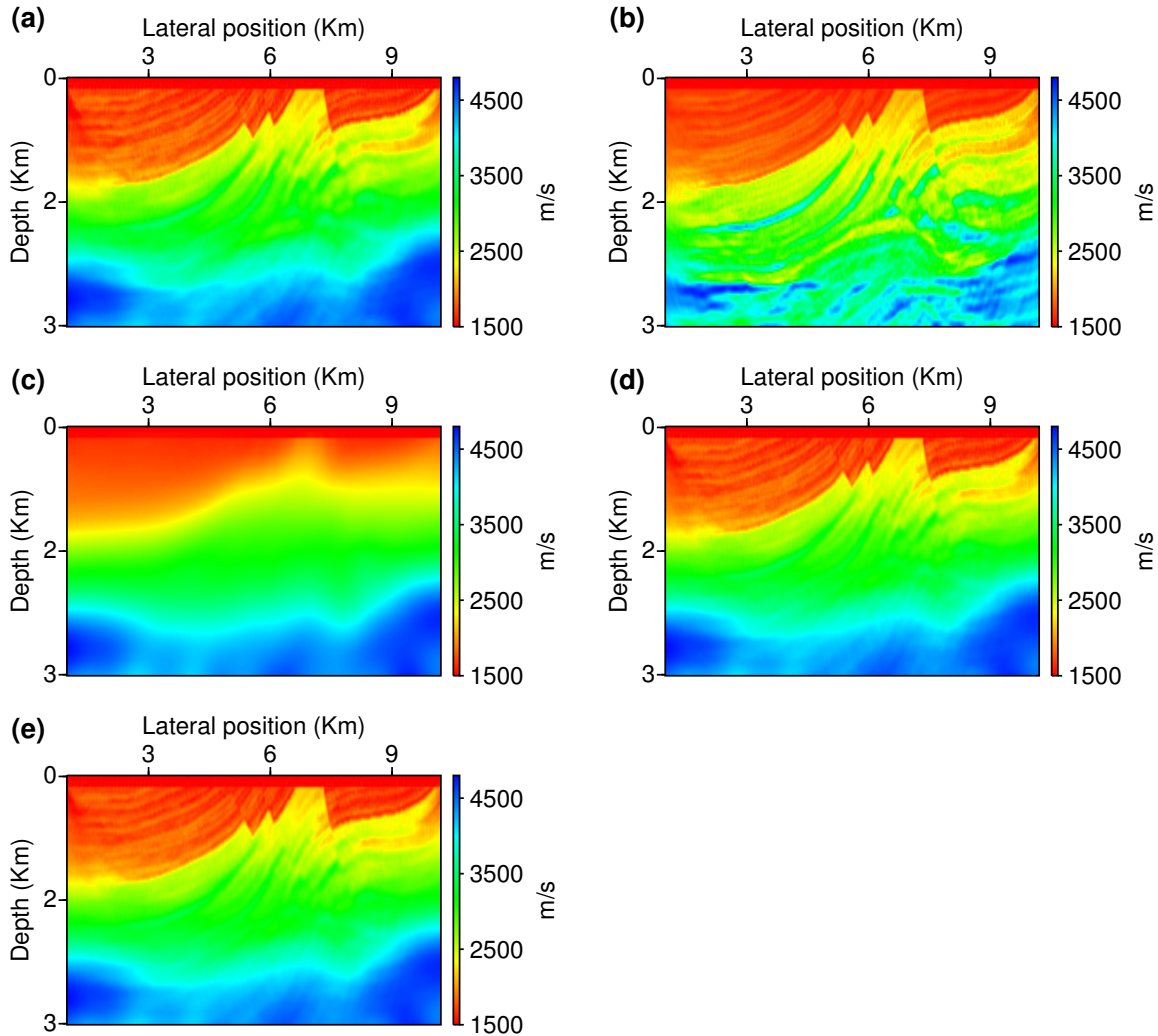 (a)
Lateral position (Km)
3 6 9
0
2
3
Depth (Km)
4500
3500
2500
1500
m/s
(b)
Lateral position (Km)
3 6 9
0
2
3
Depth (Km)
4500
3500
2500
1500
m/s
(c)
Lateral position (Km)
3 6 9
0
2
3
Depth (Km)
4500
3500
2500
1500
m/s
(d)
Lateral position (Km)
3 6 9
0
2
3
Depth (Km)
4500
3500
2500
1500
m/s
(e)
Lateral position (Km)
3 6 9
0
2
3
Depth (Km)
4500
3500
2500
1500
m/s